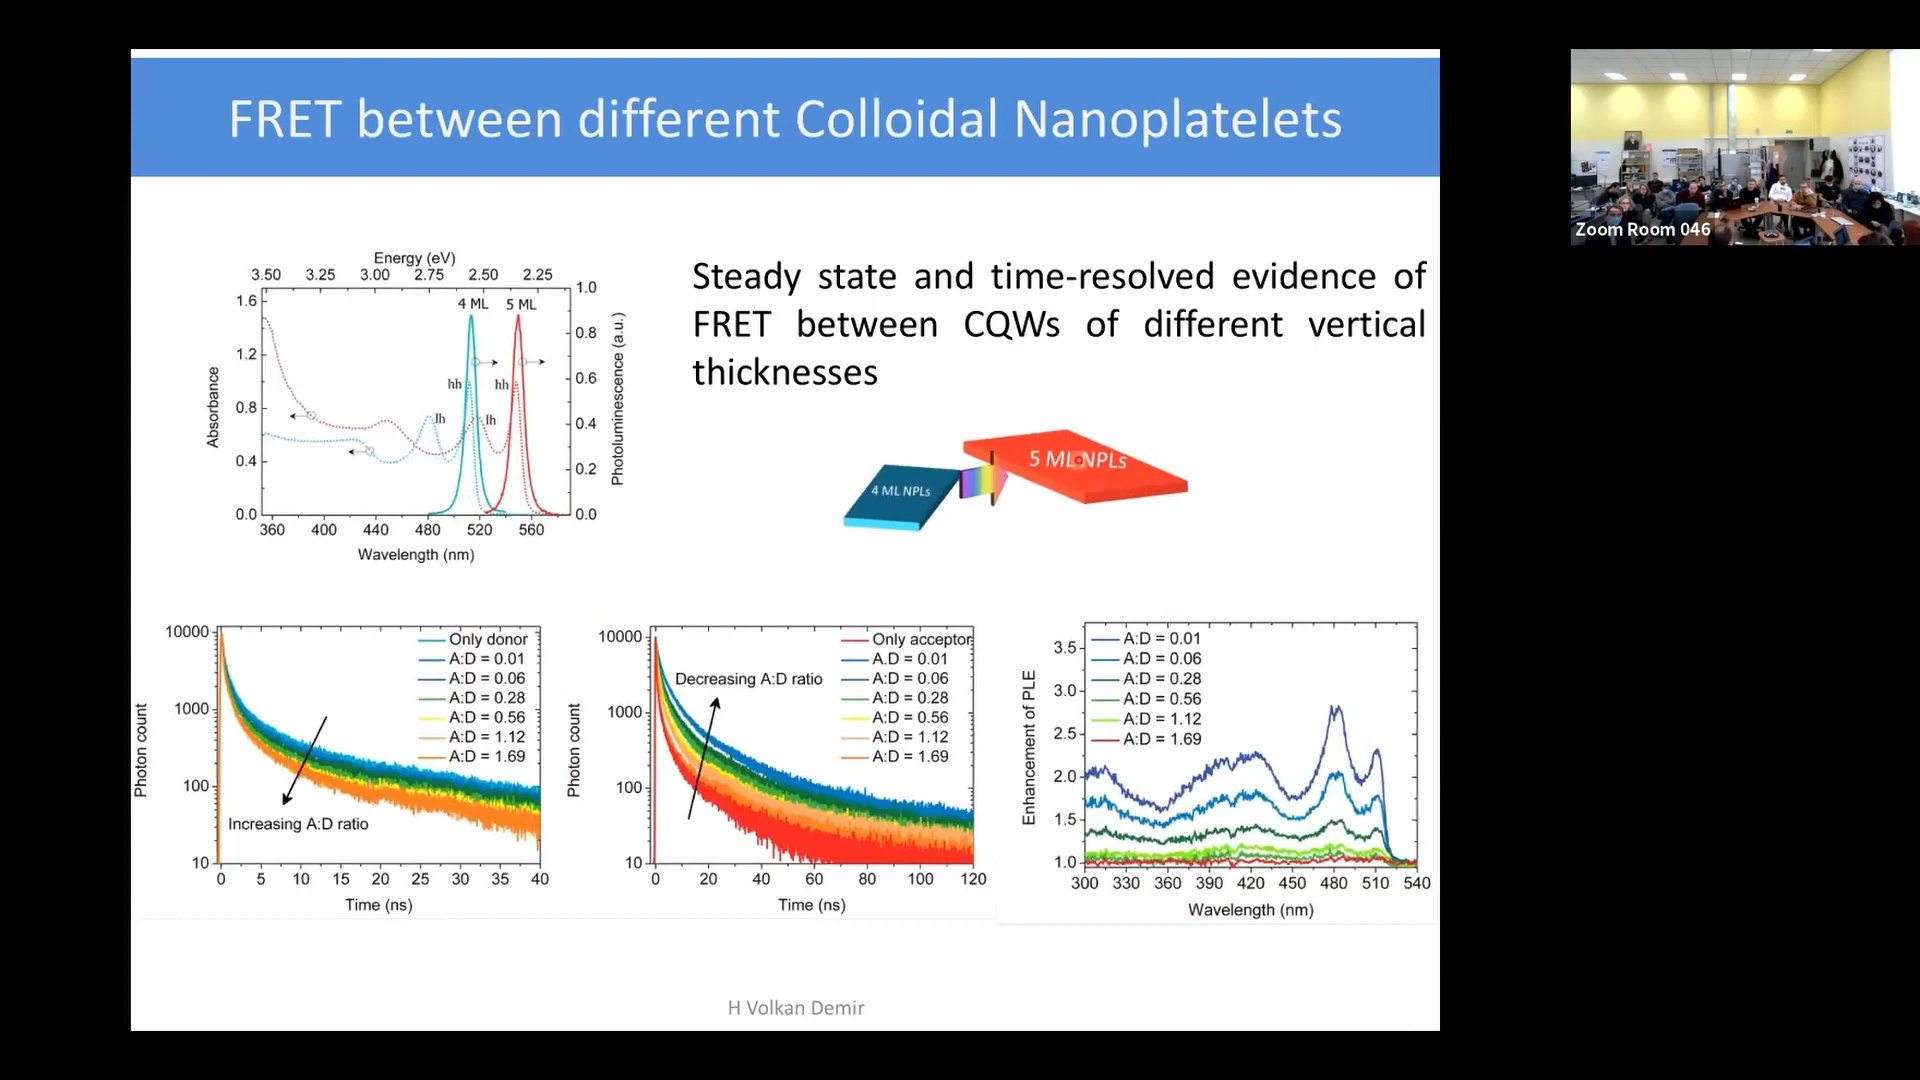 FRET between different Colloidal Nanoplatelets
Zoom Room 046
Energy (eV)
3.50 3.25 3.00 2.75 2.50 2.25
1.6
1.2
0.8
0.4
0.0
Absorbance
4 ML 5 ML
hh hh
lh lh
1.0
0.8
0.6
0.4
0.2
0.0
Photoluminescence (a.u.)
360 400 440 480 520 560
Wavelength (nm)
Steady state and time-resolved evidence of
FRET between CQWs of different vertical
thicknesses
4 ML NPLs
5 ML NPLs
10000
1000
100
10
Photon count
Only donor
A:D = 0.01
A:D = 0.06
A:D = 0.28
A:D = 0.56
A:D = 1.12
A:D = 1.69
Increasing A:D ratio
0 5 10 15 20 25 30 35 40
Time (ns)
10000
1000
100
10
Photon count
Only acceptor
A.D = 0.01
A:D = 0.06
A:D = 0.28
A:D = 0.56
A:D = 1.12
A:D = 1.69
Decreasing A:D ratio
0 20 40 60 80 100 120
Time (ns)
3.5
3.0
2.5
2.0
1.5
1.0
Enhancement of PLE
A:D = 0.01
A:D = 0.06
A:D = 0.28
A:D = 0.56
A:D = 1.12
A:D = 1.69
300 330 360 390 420 450 480 510 540
Wavelength (nm)
H Volkan Demir